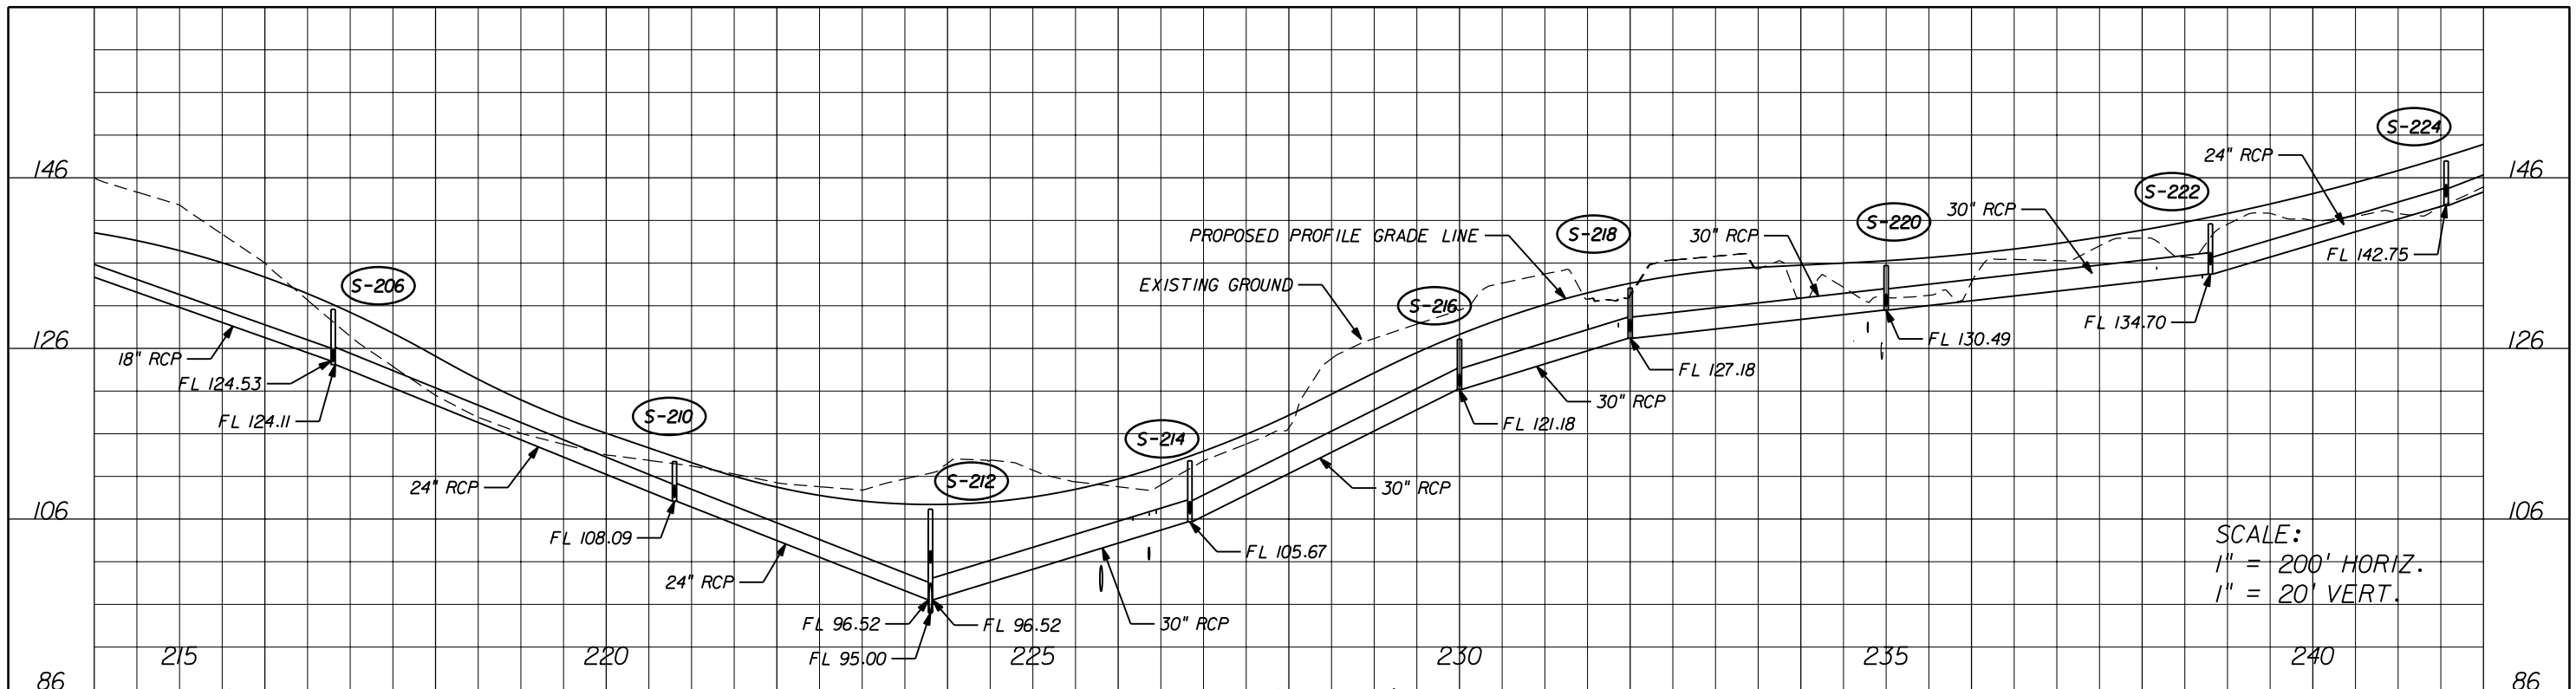 S-224
24" RCP
146
146
S-222
30" RCP
S-220
S-218
PROPOSED PROFILE GRADE LINE
30" RCP
FL 142.75
EXISTING GROUND
S-206
S-216
FL 134.70
126
18" RCP
FL 130.49
126
FL 124.53
FL 127.18
30" RCP
S-210
FL 124.11
FL 121.18
S-214
S-212
24" RCP
30" RCP
106
106
FL 108.09
FL 105.67
SCALE:
1" = 200' HORIZ.
1" = 20' VERT.
24" RCP
FL 96.52
FL 96.52
30" RCP
FL 95.00
215
220
225
230
235
240
86
86